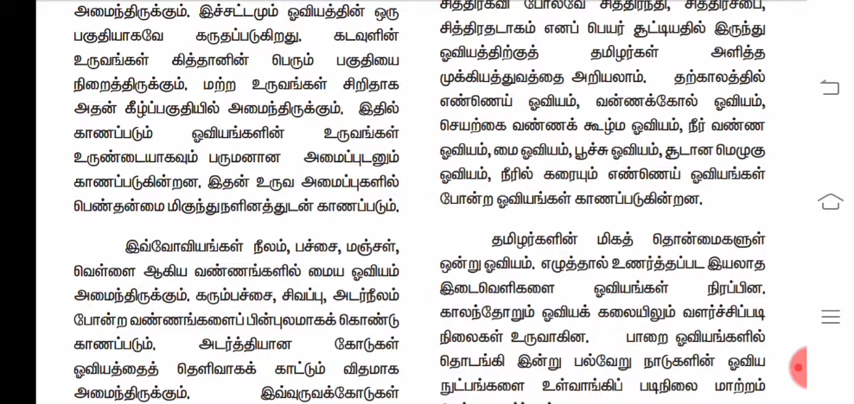 அமைந்திருக்கும். இச்சட்டமும் ஓவியத்தின் ஒரு
பகுதியாகவே கருதப்படுகிறது. கடவுளின்
உருவங்கள் கித்தானின் பெரும் பகுதியை
நிறைத்திருக்கும். மற்ற உருவங்கள் சிறிதாக
அதன் கீழ்ப்பகுதியில் அமைந்திருக்கும். இதில்
காணப்படும் ஓவியங்களின் உருவங்கள்
உருண்டையாகவும் பருமனான அமைப்புடனும்
காணப்படுகின்றன. இதன் உருவ அமைப்புகளில்
பெண்தன்மை மிகுந்துநளினத்துடன் காணப்படும்.
இவ்வோவியங்கள் நீலம், பச்சை, மஞ்சள்,
வெள்ளை ஆகிய வண்ணங்களில் மைய ஓவியம்
அமைந்திருக்கும். கரும்பச்சை, சிவப்பு, அடர்நீலம்
போன்ற வண்ணங்களைப் பின்புலமாகக் கொண்டு
காணப்படும். அடர்த்தியான கோடுகள்
ஓவியத்தைத் தெளிவாகக் காட்டும் விதமாக
அமைந்திருக்கும். இவ்வுருவக்கோடுகள்
சித்திரகவி போலவே சித்திரநந்தி, சித்திரசபை,
சித்திரதடாகம் எனப் பெயர் சூட்டியதில் இருந்து
ஓவியத்திற்குத் தமிழர்கள் அளித்த
முக்கியத்துவத்தை அறியலாம். தற்காலத்தில்
எண்ணெய் ஓவியம், வன்ணக்கோல் ஓவியம்,
செயற்கை வண்ணக் கூழ்ம ஓவியம், நீர் வண்ண
ஓவியம், மை ஓவியம், பூச்சு ஓவியம், சூடான மெழுகு
ஓவியம், நீரில் கரையும் எண்ணெய் ஓவியங்கள்
போன்ற ஓவியங்கள் காணப்படுகின்றன.
தமிழர்களின் மிகத் தொன்மைகளுள்
ஒன்று ஓவியம். எழுத்தால் உணர்த்தப்பட இயலாத
இடைவெளிகளை ஓவியங்கள் நிரப்பின.
காலந்தோறும் ஓவியக் கலையிலும் வளர்ச்சிப்படி
நிலைகள் உருவாகின. பாறை ஓவியங்களில்
தொடங்கி இன்று பல்வேறு நாடுகளின் ஓவிய
நுட்பங்களை உள்வாங்கிப் படிநிலை மாற்றம்